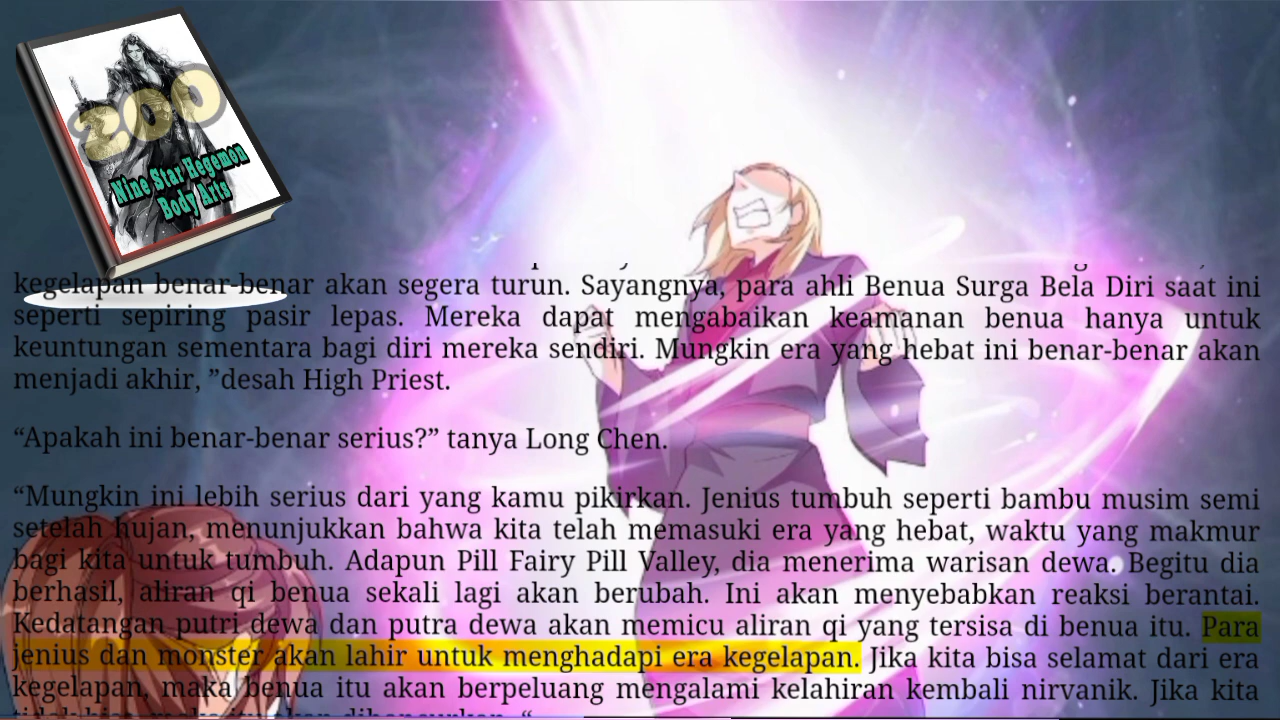 200
Nine Star Hegemon
Body Arts
kegelapan benar-benar akan segera turun. Sayangnya, para ahli Benua Surga Bela Diri saat ini
seperti sepiring pasir lepas. Mereka dapat mengabaikan keamanan benua hanya untuk
keuntungan sementara bagi diri mereka sendiri. Mungkin era yang hebat ini benar-benar akan
menjadi akhir, ”desah High Priest.
“Apakah ini benar-benar serius?” tanya Long Chen.
“Mungkin ini lebih serius dari yang kamu pikirkan. Jenius tumbuh seperti bambu musim semi
setelah hujan, menunjukkan bahwa kita telah memasuki era yang hebat, waktu yang makmur
bagi kita untuk tumbuh. Adapun Pill Fairy Pill Valley, dia menerima warisan dewa. Begitu dia
berhasil, aliran qi benua sekali lagi akan berubah. Ini akan menyebabkan reaksi berantai.
Kedatangan putri dewa dan putra dewa akan memicu aliran qi yang tersisa di benua itu. Para
jenius dan monster akan lahir untuk menghadapi era kegelapan. Jika kita bisa selamat dari era
kegelapan, maka benua itu akan berpeluang mengalami kelahiran kembali nirvanik. Jika kita